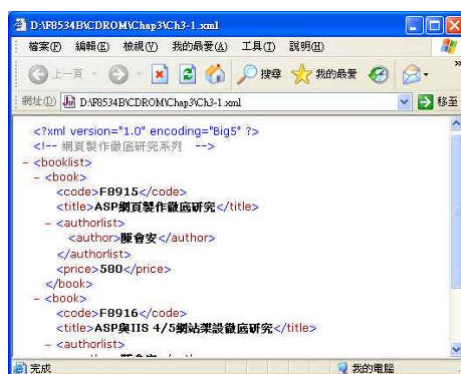 D:\F8534B\CDROM\Chap3\Ch3-1.xml
檔案(F) 編輯(E) 檢視(V) 我的最愛(A) 工具(T) 說明(H)
上一頁 搜尋 我的最愛 »
網址(D) D:\F8534B\CDROM\Chap3\Ch3-1.xml 移至
<?xml version="1.0" encoding="Big5" ?>
<!-- 網頁製作徹底研究系列 -->
- <booklist>
- <book>
<code>F8915</code>
<title>ASP網頁製作徹底研究</title>
- <authorlist>
<author>陳會安</author>
</authorlist>
<price>580</price>
</book>
- <book>
<code>F8916</code>
<title>ASP與IIS 4/5網站架設徹底研究</title>
- <authorlist>
完成 我的電腦